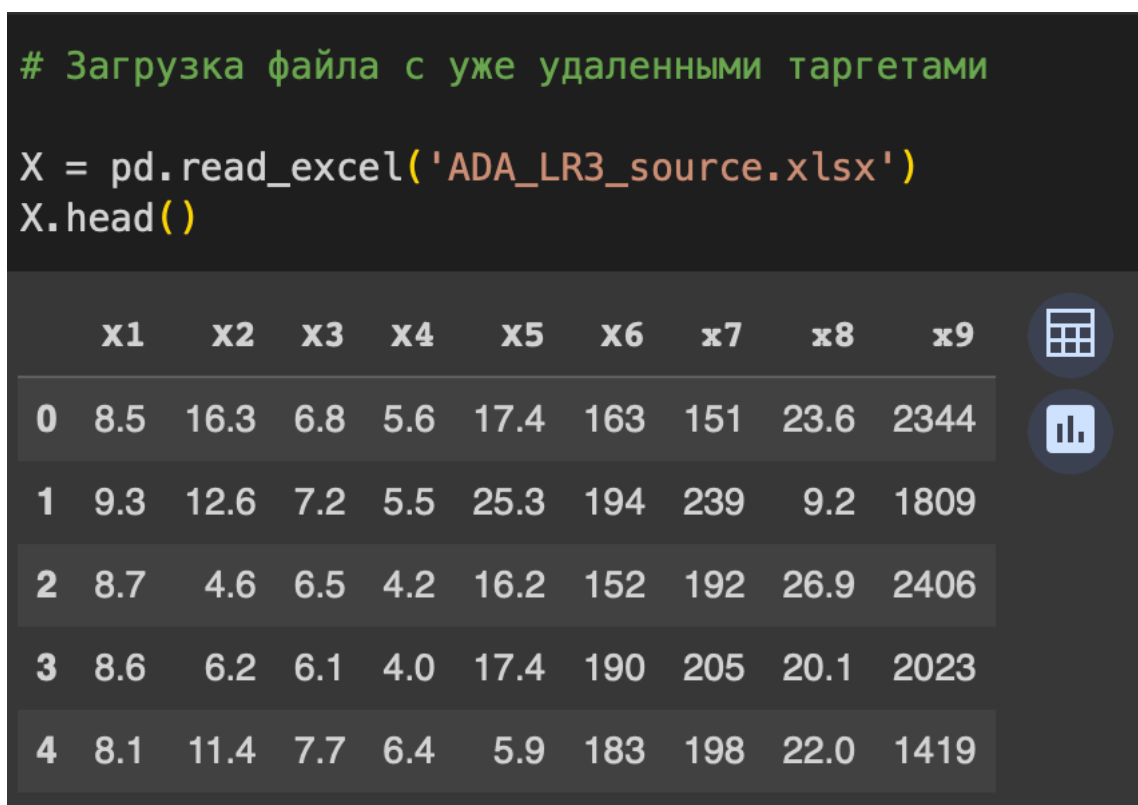 # Загрузка файла с уже удаленными таргетами
X = pd.read_excel('ADA_LR3_source.xlsx')
X.head()
X1 X2 X3 X4 X5 X6 x7 x8 x9
0 8.5 16.3 6.8 5.6 17.4 163 151 23.6 2344
1 9.3 12.6 7.2 5.5 25.3 194 239 9.2 1809
2 8.7 4.6 6.5 4.2 16.2 152 192 26.9 2406
3 8.6 6.2 6.1 4.0 17.4 190 205 20.1 2023
4 8.1 11.4 7.7 6.4 5.9 183 198 22.0 1419